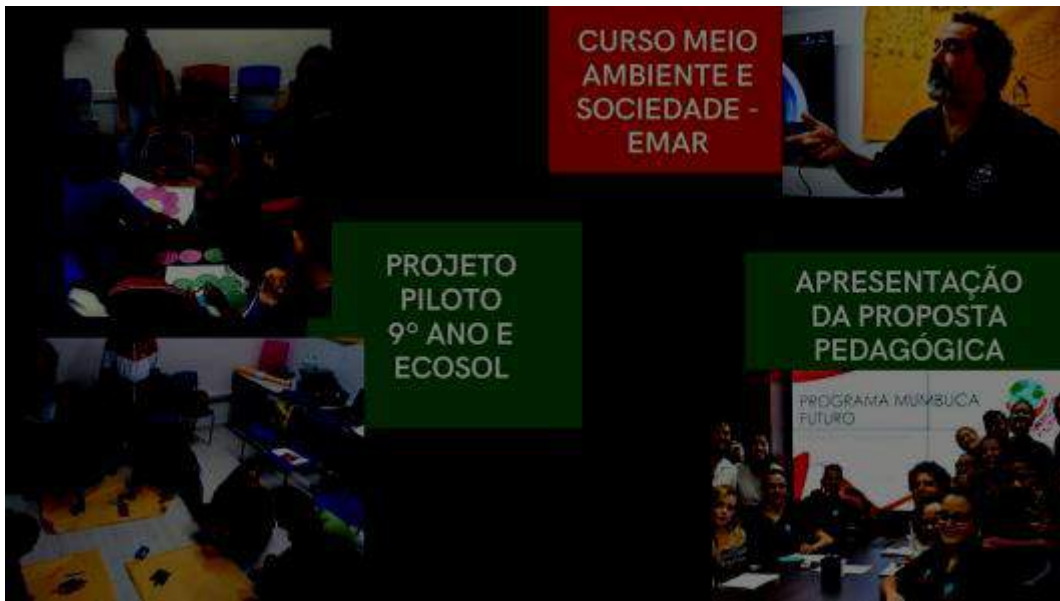 CURSO MEIO
AMBIENTE E
SOCIEDADE -
EMAR
PROJETO
PILOTO
9º ANO E
ECOSOL
APRESENTAÇÃO
DA PROPOSTA
PEDAGÓGICA
PROGRAMA MUMBUCA
FUTURO